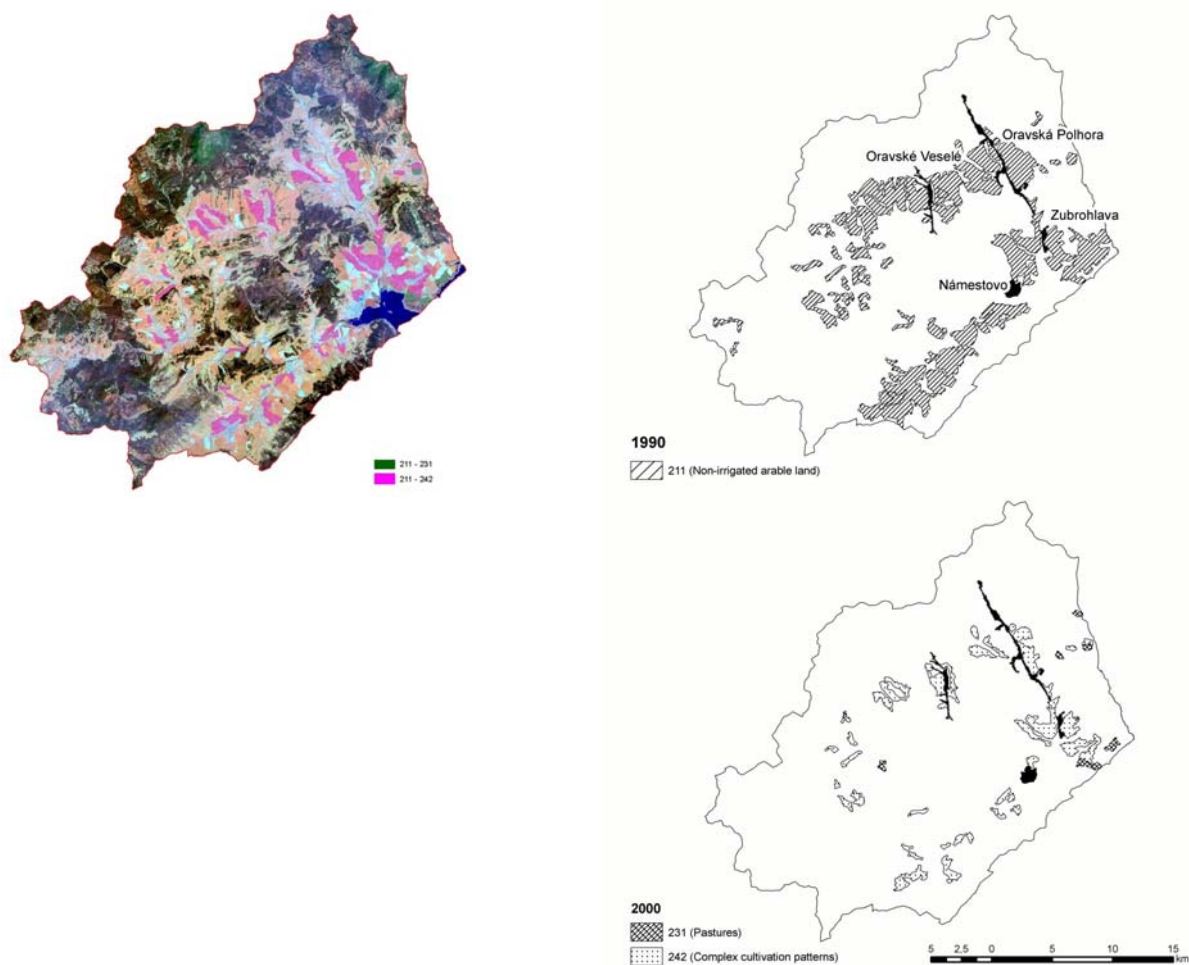 211 - 231
211 - 242
Oravská Polhora
Oravské Veselé
Zubrohlava
Námestovo
1990
211 (Non-irrigated arable land)
2000
231 (Pastures)
242 (Complex cultivation patterns)
5 2.5 0 5 10 15
km